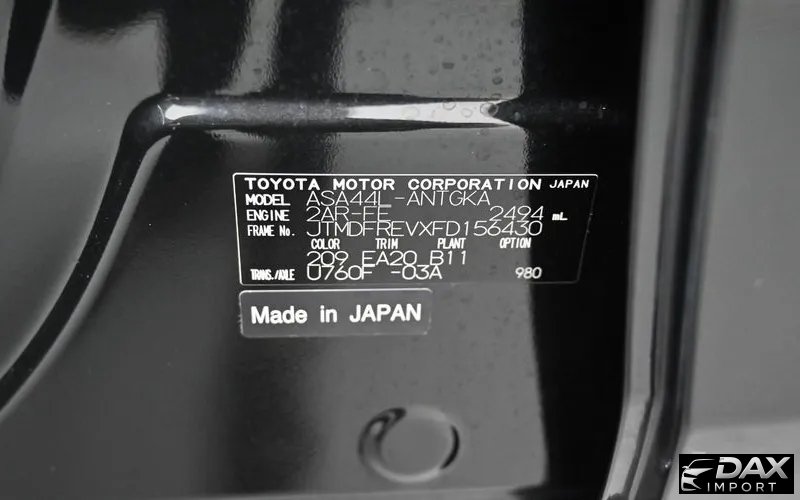 TOYOTA MOTOR CORPORATION JAPAN
MODEL ASA44L-ANTGKA
ENGINE 2AR-FE 2494 mL
FRAME No. JTMDFREVXFD156430
COLOR TRIM PLANT OPTION
209 EA20 B11
TRANS./AXLE U760F -03A 980
Made in JAPAN
DAX
IMPORT